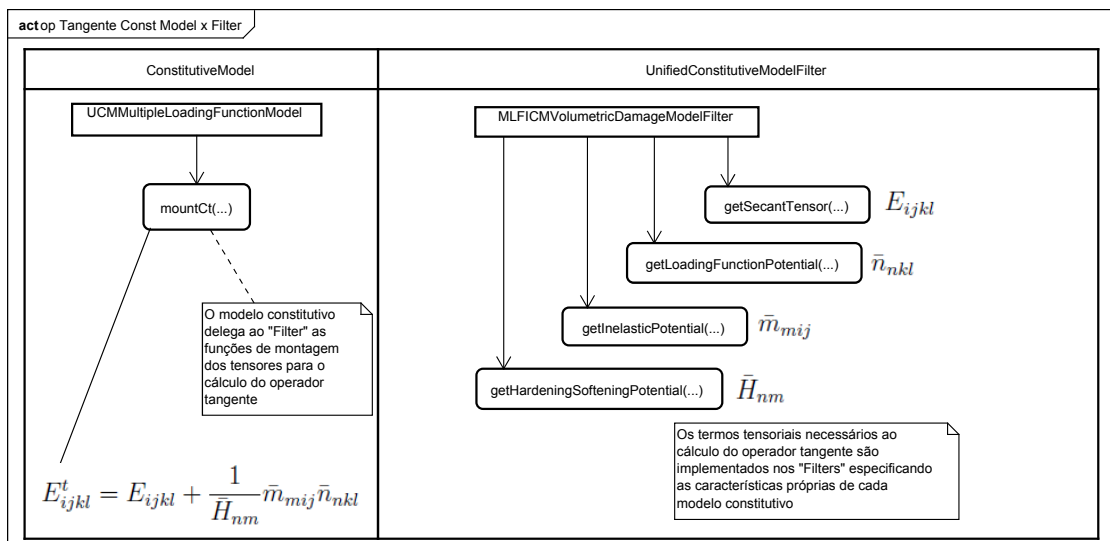 act op Tangente Const Model x Filter
ConstitutiveModel
UnifiedConstitutiveModelFilter
UCMMultipleLoadingFunctionModel
mountCt(...)
O modelo constitutivo
delega ao "Filter" as
funções de montagem
dos tensores para o
cálculo do operador
tangente
E^t_{ijkl} = E_{ijkl} + \frac{1}{\bar{H}_{nm}} \bar{m}_{mij} \bar{n}_{nkl}
MLFICMVolumetricDamageModelFilter
getSecantTensor(...) E_{ijkl}
getLoadingFunctionPotential(...) \bar{n}_{nkl}
getInelasticPotential(...) \bar{m}_{mij}
getHardeningSofteningPotential(...) \bar{H}_{nm}
Os termos tensoriais necessários ao
cálculo do operador tangente são
implementados nos "Filters" especificando
as características próprias de cada
modelo constitutivo